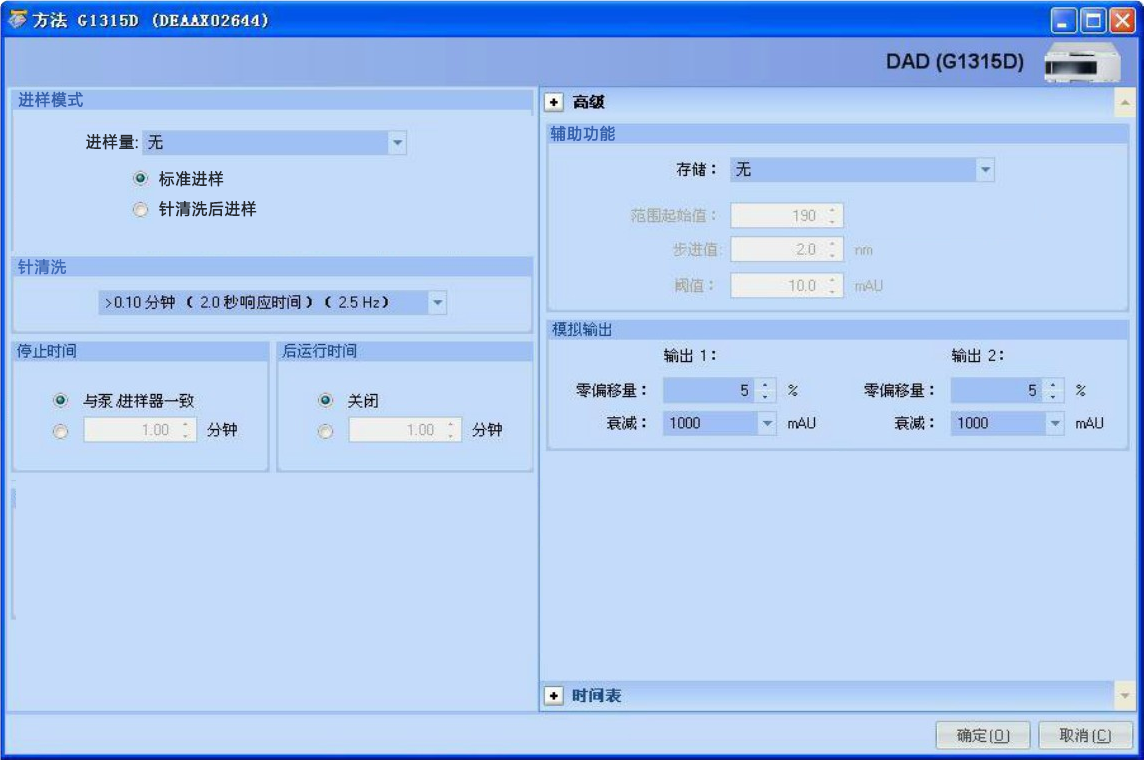 方法 G1315D (DEAAX02644)
DAD (G1315D)
进样模式
进样量: 无
标准进样
针清洗后进样
针清洗
>0.10 分钟 ( 2.0 秒响应时间 ) ( 2.5 Hz )
停止时间
与泵/进样器一致
1.00 分钟
后运行时间
关闭
1.00 分钟
高级
辅助功能
存储： 无
范围起始值： 190
步进值: 2.0 nm
阈值： 10.0 mAU
模拟输出
输出 1: 输出 2:
零偏移量： 5 % 零偏移量： 5 %
衰减： 1000 mAU 衰减： 1000 mAU
时间表
确定(O) 取消(C)